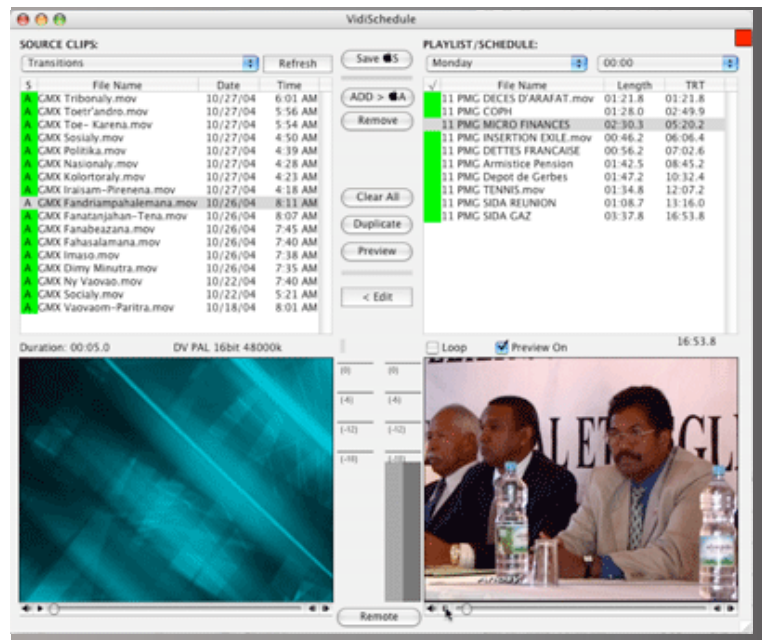 VidiSchedule
SOURCE CLIPS:
Transitions
Refresh
S File Name Date Time
A GMX Tribonaly.mov 10/27/04 6:01 AM
A GMX Toetr'andro.mov 10/27/04 5:56 AM
A GMX Toe- Karena.mov 10/27/04 5:54 AM
A GMX Sosialy.mov 10/27/04 4:50 AM
A GMX Politika.mov 10/27/04 4:39 AM
A GMX Nasionaly.mov 10/27/04 4:28 AM
A GMX Kolortoraly.mov 10/27/04 4:23 AM
A GMX Iraisam-Pirenena.mov 10/27/04 4:18 AM
A GMX Fandriampahalemana.mov 10/26/04 8:11 AM
A GMX Fanatanjahan-Tena.mov 10/26/04 8:07 AM
A GMX Fanabeazana.mov 10/26/04 7:45 AM
A GMX Fahasalamana.mov 10/26/04 7:40 AM
A GMX Imaso.mov 10/26/04 7:38 AM
A GMX Dimy Minutra.mov 10/26/04 7:35 AM
A GMX Ny Vaovao.mov 10/22/04 7:40 AM
A GMX Socialy.mov 10/22/04 5:21 AM
A GMX Vaovaom-Paritra.mov 10/18/04 8:01 AM
Duration: 00:05.0 DV PAL 16bit 48000k
Save S
ADD > A
Remove
Clear All
Duplicate
Preview
< Edit
(0) (0)
(-6) (-6)
(-12) (-12)
(-18) (-18)
Remote
PLAYLIST/SCHEDULE:
Monday
00:00
√ File Name Length TRT
11 PMG DECES D'ARAFAT.mov 01:21.8 01:21.8
11 PMG COPH 01:28.0 02:49.9
11 PMG MICRO FINANCES 02:30.3 05:20.2
11 PMG INSERTION EXILE.mov 00:46.2 06:06.4
11 PMG DETTES FRANCAISE 00:56.2 07:02.6
11 PMG Armistice Pension 01:42.5 08:45.2
11 PMG Depot de Gerbes 01:47.2 10:32.4
11 PMG TENNIS.mov 01:34.8 12:07.2
11 PMG SIDA REUNION 01:08.7 13:16.0
11 PMG SIDA GAZ 03:37.8 16:53.8
Loop Preview On 16:53.8